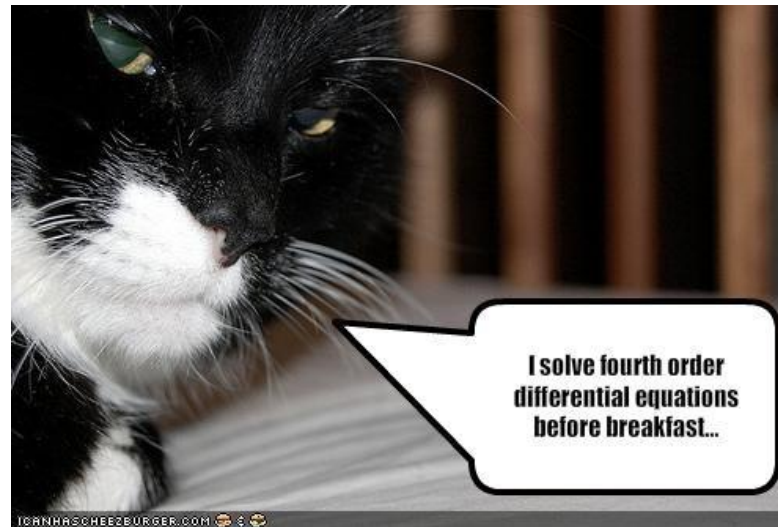 I solve fourth order
differential equations
before breakfast...
ICANHASCHEEZBURGER.COM